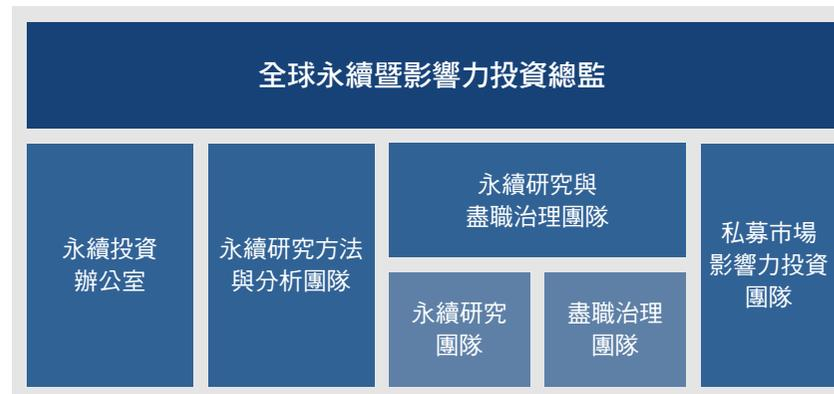 全球永續暨影響力投資總監
永續投資
辦公室
永續研究方法
與分析團隊
永續研究與
盡職治理團隊
永續研究
團隊
盡職治理
團隊
私募市場
影響力投資
團隊